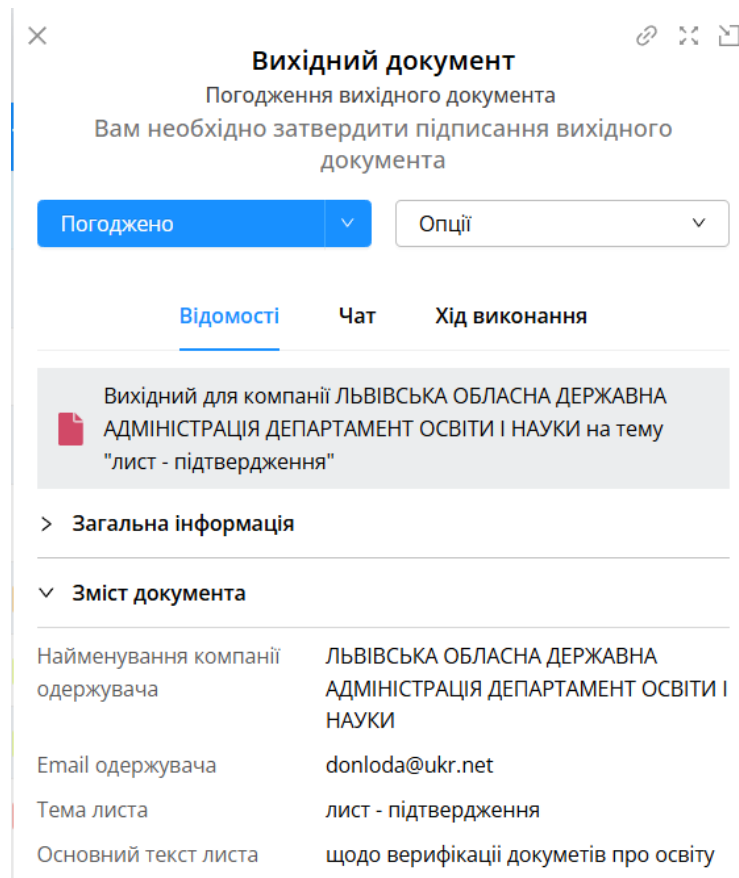 Вихідний документ
Погодження вихідного документа
Вам необхідно затвердити підписання вихідного
документа
Погоджено
Опції
Відомості Чат Хід виконання
Вихідний для компанії ЛЬВІВСЬКА ОБЛАСНА ДЕРЖАВНА
АДМІНІСТРАЦІЯ ДЕПАРТАМЕНТ ОСВІТИ І НАУКИ на тему
"лист - підтвердження"
Загальна інформація
Зміст документа
Найменування компанії
одержувача
ЛЬВІВСЬКА ОБЛАСНА ДЕРЖАВНА
АДМІНІСТРАЦІЯ ДЕПАРТАМЕНТ ОСВІТИ І
НАУКИ
Email одержувача
donloda@ukr.net
Тема листа
лист - підтвердження
Основний текст листа
щодо верифікаціі докуметів про освіту